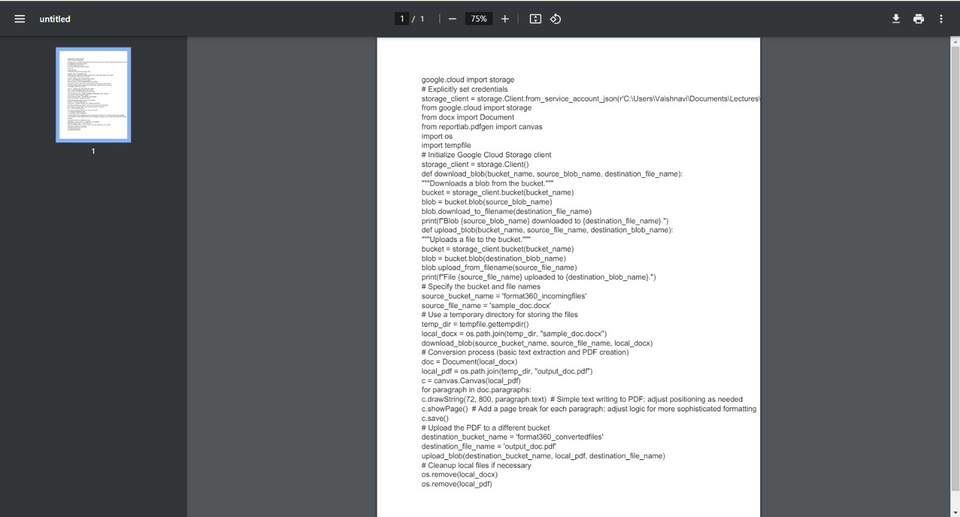 untitled
1 / 1
75%
google.cloud import storage
# Explicitly set credentials
storage_client = storage.Client.from_service_account_json(r'C:\Users\Vaishnavi\Documents\Lectures\
from google.cloud import storage
from docx import Document
from reportlab.pdfgen import canvas
import os
import tempfile
# Initialize Google Cloud Storage client
storage_client = storage.Client()
def download_blob(bucket_name, source_blob_name, destination_file_name):
"""Downloads a blob from the bucket."""
bucket = storage_client.bucket(bucket_name)
blob = bucket.blob(source_blob_name)
blob.download_to_filename(destination_file_name)
print(f"Blob {source_blob_name} downloaded to {destination_file_name}.")
def upload_blob(bucket_name, source_file_name, destination_blob_name):
"""Uploads a file to the bucket."""
bucket = storage_client.bucket(bucket_name)
blob = bucket.blob(destination_blob_name)
blob.upload_from_filename(source_file_name)
print(f"File {source_file_name} uploaded to {destination_blob_name}.")
# Specify the bucket and file names
source_bucket_name = 'format360_incomingfiles'
source_file_name = 'sample_doc.docx'
# Use a temporary directory for storing the files
temp_dir = tempfile.gettempdir()
local_docx = os.path.join(temp_dir, "sample_doc.docx")
download_blob(source_bucket_name, source_file_name, local_docx)
# Conversion process (basic text extraction and PDF creation)
doc = Document(local_docx)
local_pdf = os.path.join(temp_dir, "output_doc.pdf")
c = canvas.Canvas(local_pdf)
for paragraph in doc.paragraphs:
c.drawString(72, 800, paragraph.text)  # Simple text writing to PDF; adjust positioning as needed
c.showPage()  # Add a page break for each paragraph; adjust logic for more sophisticated formatting
c.save()
# Upload the PDF to a different bucket
destination_bucket_name = 'format360_convertedfiles'
destination_file_name = 'output_doc.pdf'
upload_blob(destination_bucket_name, local_pdf, destination_file_name)
# Cleanup local files if necessary
os.remove(local_docx)
os.remove(local_pdf)
1